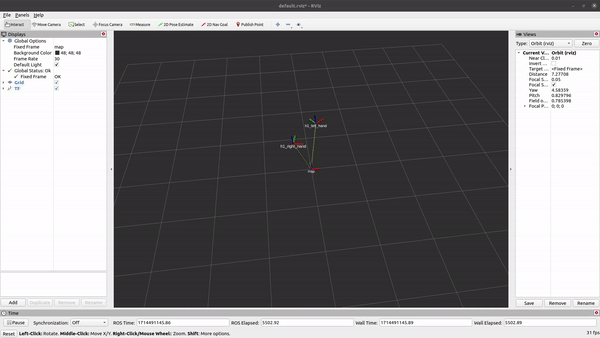 default.rviz* - RViz
File Panels Help
Interact Move Camera Select Focus Camera Measure 2D Pose Estimate 2D Nav Goal Publish Point
Displays
Global Options
Fixed Frame map
Background Color 48; 48; 48
Frame Rate 30
Default Light
Global Status: Ok
Fixed Frame OK
Grid
TF
Add Duplicate Remove Rename
h1_left_hand
h1_right_hand
map
Views
Type: Orbit (rviz) Zero
Current V... Orbit (rviz)
Near Cl... 0.01
Invert ...
Target ... <Fixed Frame>
Distance 7.27708
Focal S... 0.05
Focal S...
Yaw 4.58359
Pitch 0.829796
Field o... 0.785398
Focal P... 0; 0; 0
Save Remove Rename
Time
Pause Synchronization: Off ROS Time: 1714491145.86 ROS Elapsed: 5502.92 Wall Time: 1714491145.89 Wall Elapsed: 5502.89
Reset Left-Click: Rotate. Middle-Click: Move X/Y. Right-Click/Mouse Wheel: Zoom. Shift: More options. 31 fps